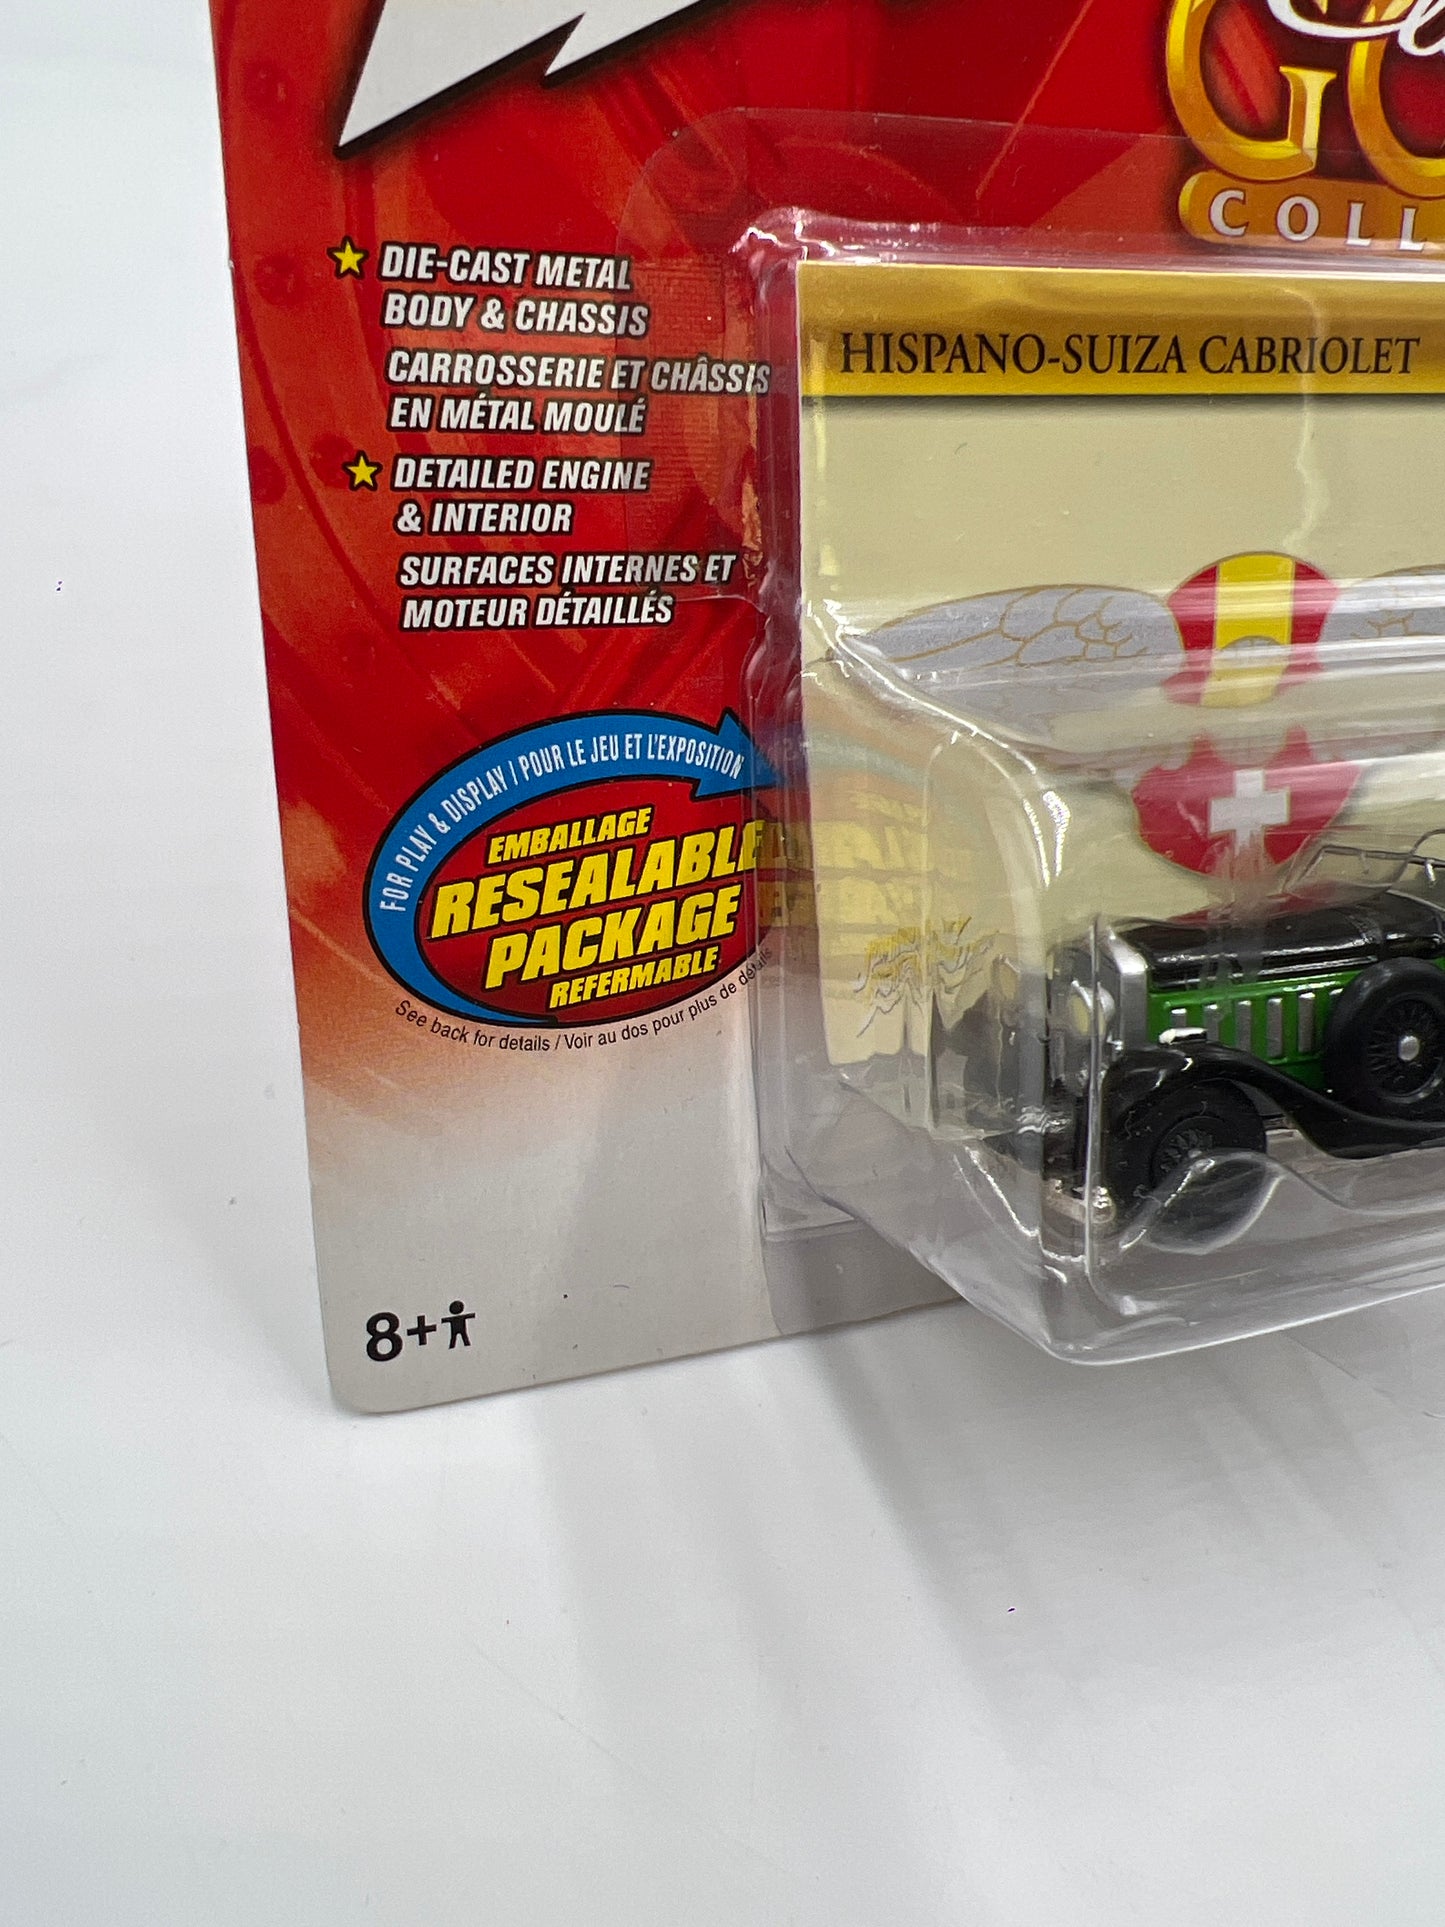 COLL
DIE-CAST METAL
BODY & CHASSIS
CARROSSERIE ET CHÂSSIS
EN MÉTAL MOULÉ
DETAILED ENGINE
& INTERIOR
SURFACES INTERNES ET
MOTEUR DÉTAILLÉS
HISPANO-SUIZA CABRIOLET
FOR PLAY & DISPLAY / POUR LE JEU ET L'EXPOSITION
EMBALLAGE
RESEALABLE
PACKAGE
REFERMABLE
See back for details / Voir au dos pour plus de détails
8+